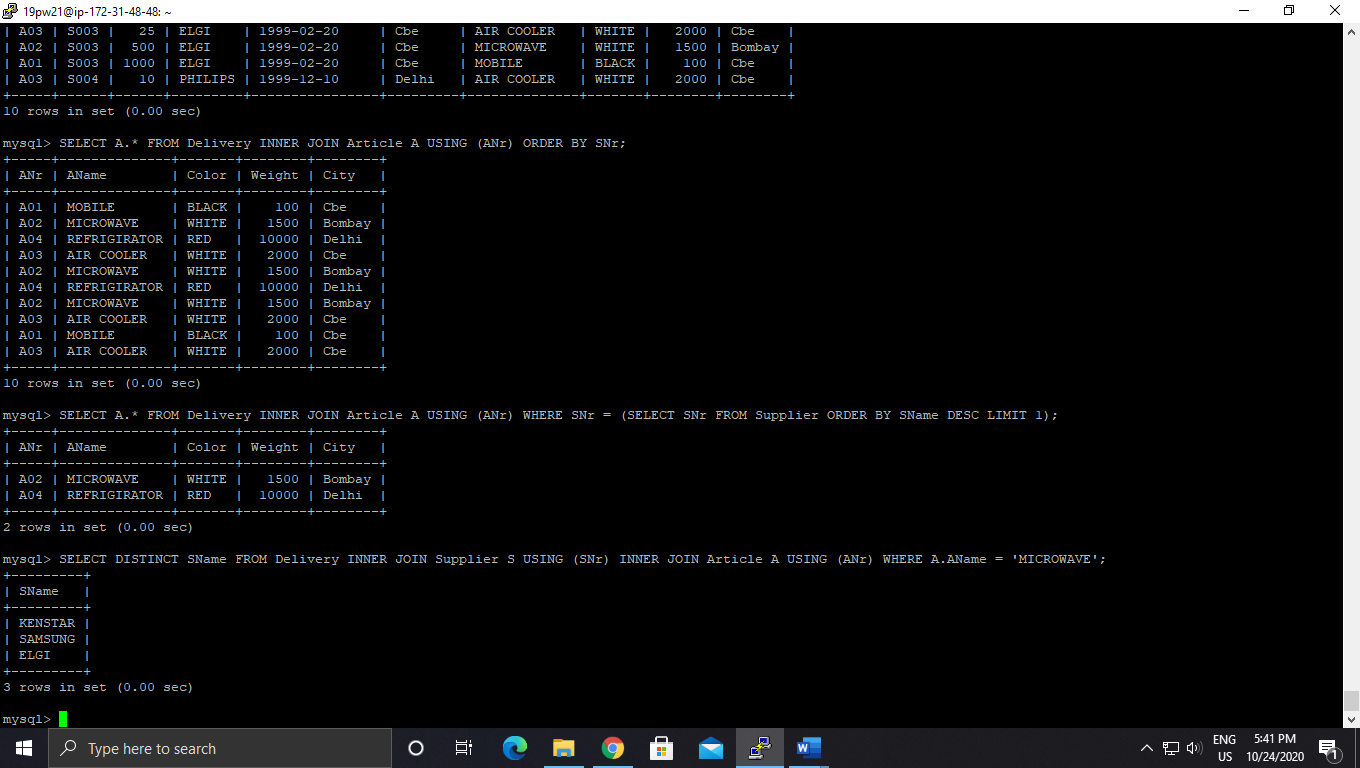 19pw21@ip-172-31-48-48: ~
| A03 | S003 |   25 | ELGI    | 1999-02-20     | Cbe     | AIR COOLER   | WHITE |   2000 | Cbe    |
| A02 | S003 |  500 | ELGI    | 1999-02-20     | Cbe     | MICROWAVE    | WHITE |   1500 | Bombay |
| A01 | S003 | 1000 | ELGI    | 1999-02-20     | Cbe     | MOBILE       | BLACK |    100 | Cbe    |
| A03 | S004 |   10 | PHILIPS | 1999-12-10     | Delhi   | AIR COOLER   | WHITE |   2000 | Cbe    |
+-----+------+------+---------+----------------+---------+--------------+-------+--------+--------+
10 rows in set (0.00 sec)
mysql> SELECT A.* FROM Delivery INNER JOIN Article A USING (ANr) ORDER BY SNr;
+-----+--------------+-------+--------+--------+
| ANr | AName        | Color | Weight | City   |
+-----+--------------+-------+--------+--------+
| A01 | MOBILE       | BLACK |    100 | Cbe    |
| A02 | MICROWAVE    | WHITE |   1500 | Bombay |
| A04 | REFRIGIRATOR | RED   |  10000 | Delhi  |
| A03 | AIR COOLER   | WHITE |   2000 | Cbe    |
| A02 | MICROWAVE    | WHITE |   1500 | Bombay |
| A04 | REFRIGIRATOR | RED   |  10000 | Delhi  |
| A02 | MICROWAVE    | WHITE |   1500 | Bombay |
| A03 | AIR COOLER   | WHITE |   2000 | Cbe    |
| A01 | MOBILE       | BLACK |    100 | Cbe    |
| A03 | AIR COOLER   | WHITE |   2000 | Cbe    |
+-----+--------------+-------+--------+--------+
10 rows in set (0.00 sec)
mysql> SELECT A.* FROM Delivery INNER JOIN Article A USING (ANr) WHERE SNr = (SELECT SNr FROM Supplier ORDER BY SName DESC LIMIT 1);
+-----+--------------+-------+--------+--------+
| ANr | AName        | Color | Weight | City   |
+-----+--------------+-------+--------+--------+
| A02 | MICROWAVE    | WHITE |   1500 | Bombay |
| A04 | REFRIGIRATOR | RED   |  10000 | Delhi  |
+-----+--------------+-------+--------+--------+
2 rows in set (0.00 sec)
mysql> SELECT DISTINCT SName FROM Delivery INNER JOIN Supplier S USING (SNr) INNER JOIN Article A USING (ANr) WHERE A.AName = 'MICROWAVE';
+---------+
| SName   |
+---------+
| KENSTAR |
| SAMSUNG |
| ELGI    |
+---------+
3 rows in set (0.00 sec)
mysql>
Type here to search
W
ENG
US
5:41 PM
10/24/2020
1